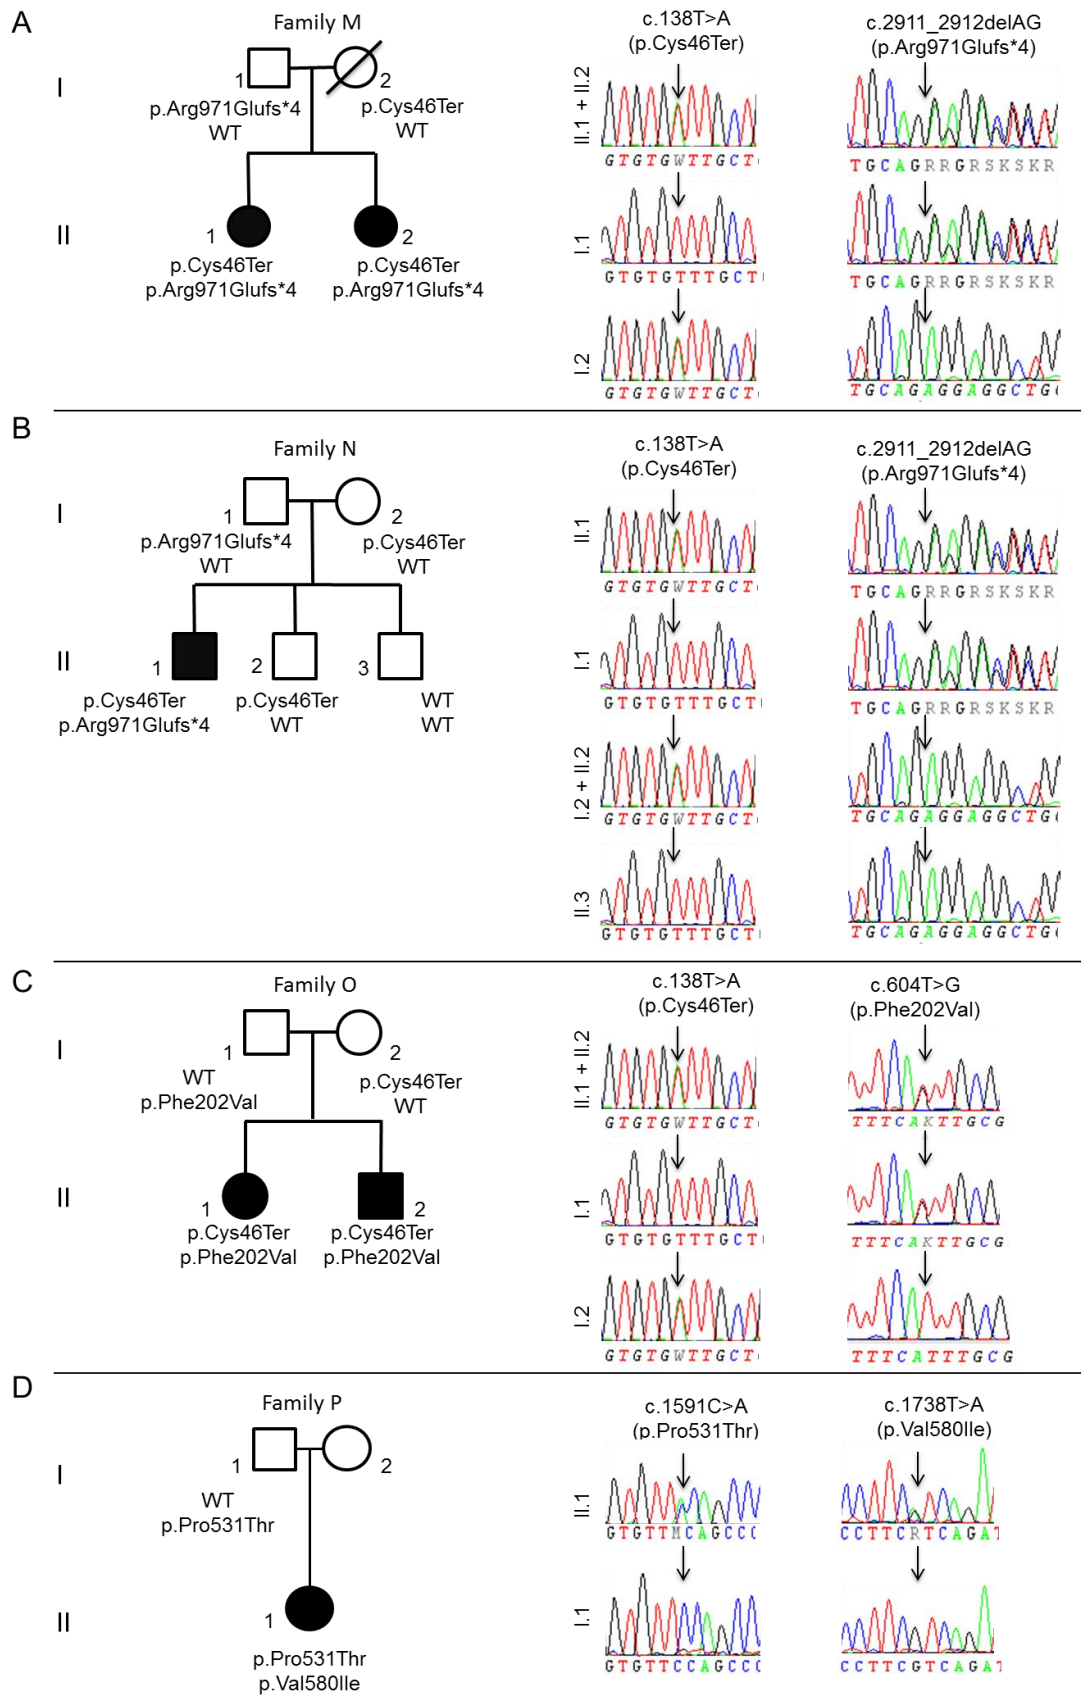 A
Family M
c.138T>A
(p.Cys46Ter)
c.2911_2912delAG
(p.Arg971Glufs*4)
I
1
2
p.Arg971Glufs*4
WT
p.Cys46Ter
WT
II
1
2
p.Cys46Ter
p.Arg971Glufs*4
p.Cys46Ter
p.Arg971Glufs*4
II.1 + II.2
GTGTGWTTGCT
TGCAGRRGRSKSKR
I.1
GTGTGTTTGCT
TGCAGRRGRSKSKR
I.2
GTGTGWTTGCT
TGCAGAGGAGGCTG
B
Family N
c.138T>A
(p.Cys46Ter)
c.2911_2912delAG
(p.Arg971Glufs*4)
I
1
2
p.Arg971Glufs*4
WT
p.Cys46Ter
WT
II
1
2
3
p.Cys46Ter
p.Arg971Glufs*4
p.Cys46Ter
WT
WT
WT
II.1
GTGTGWTTGCT
TGCAGRRGRSKSKR
I.1
GTGTGTTTGCT
TGCAGRRGRSKSKR
I.2 + II.2
GTGTGWTTGCT
TGCAGAGGAGGCTG
II.3
GTGTGTTTGCT
TGCAGAGGAGGCTG
C
Family O
c.138T>A
(p.Cys46Ter)
c.604T>G
(p.Phe202Val)
I
1
2
WT
p.Phe202Val
p.Cys46Ter
WT
II
1
2
p.Cys46Ter
p.Phe202Val
p.Cys46Ter
p.Phe202Val
II.1 + II.2
GTGTGWTTGCT
TTTCAKTTGCG
I.1
GTGTGTTTGCT
TTTCAKTTGCG
I.2
GTGTGWTTGCT
TTTCATTTGCG
D
Family P
c.1591C>A
(p.Pro531Thr)
c.1738T>A
(p.Val580Ile)
I
1
2
WT
p.Pro531Thr
II
1
p.Pro531Thr
p.Val580Ile
II.1
GTGTTMCAGCCC
CCTTCRTCAGAT
I.1
GTGTTCCAGCCC
CCTTCGTCAGAT